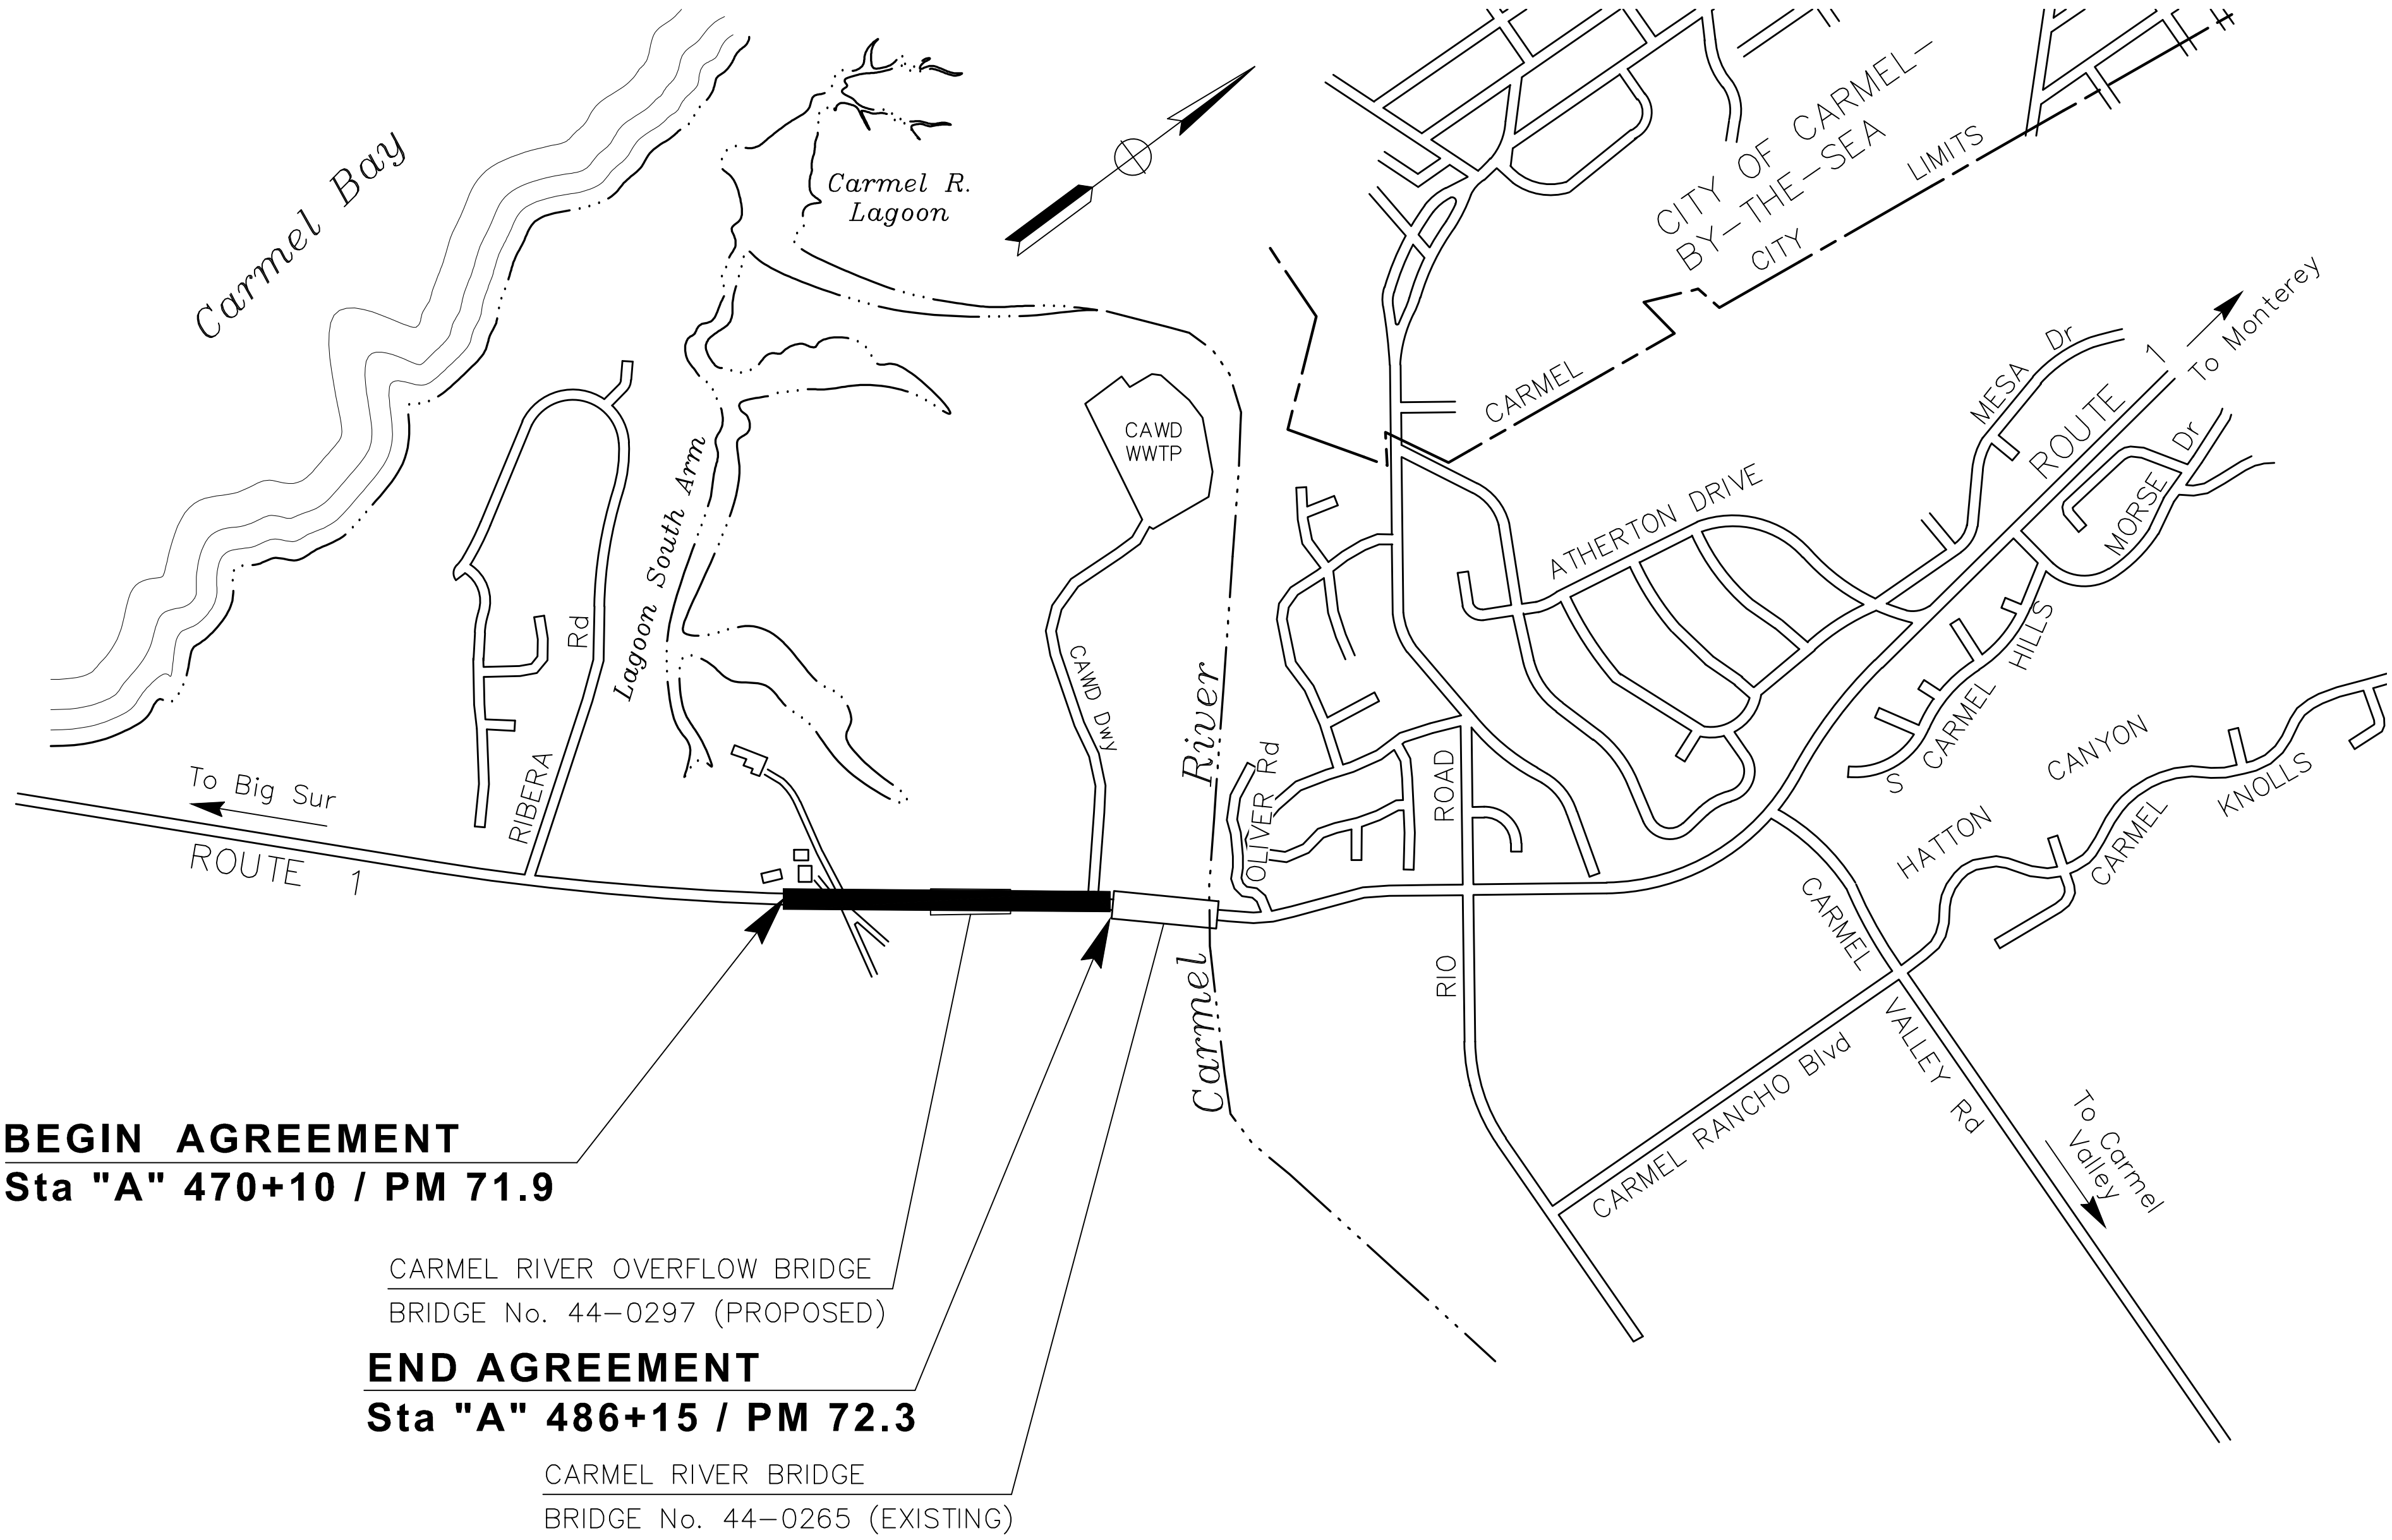 Carmel Bay
Carmel R.
Lagoon
CITY OF CARMEL-
BY-THE-SEA
CARMEL CITY LIMITS
To Monterey
ROUTE 1
MESA Dr
MORSE Dr
ATHERTON DRIVE
CAWD
WWTP
CAWD Dwy
Lagoon South Arm
RIBERA Rd
To Big Sur
ROUTE 1
Carmel River
OLIVER Rd
RIO ROAD
S CARMEL HILLS
HATTON CANYON
CARMEL KNOLLS
CARMEL VALLEY Rd
CARMEL RANCHO Blvd
To Carmel
Valley
BEGIN AGREEMENT
Sta "A" 470+10 / PM 71.9
CARMEL RIVER OVERFLOW BRIDGE
BRIDGE No. 44-0297 (PROPOSED)
END AGREEMENT
Sta "A" 486+15 / PM 72.3
CARMEL RIVER BRIDGE
BRIDGE No. 44-0265 (EXISTING)